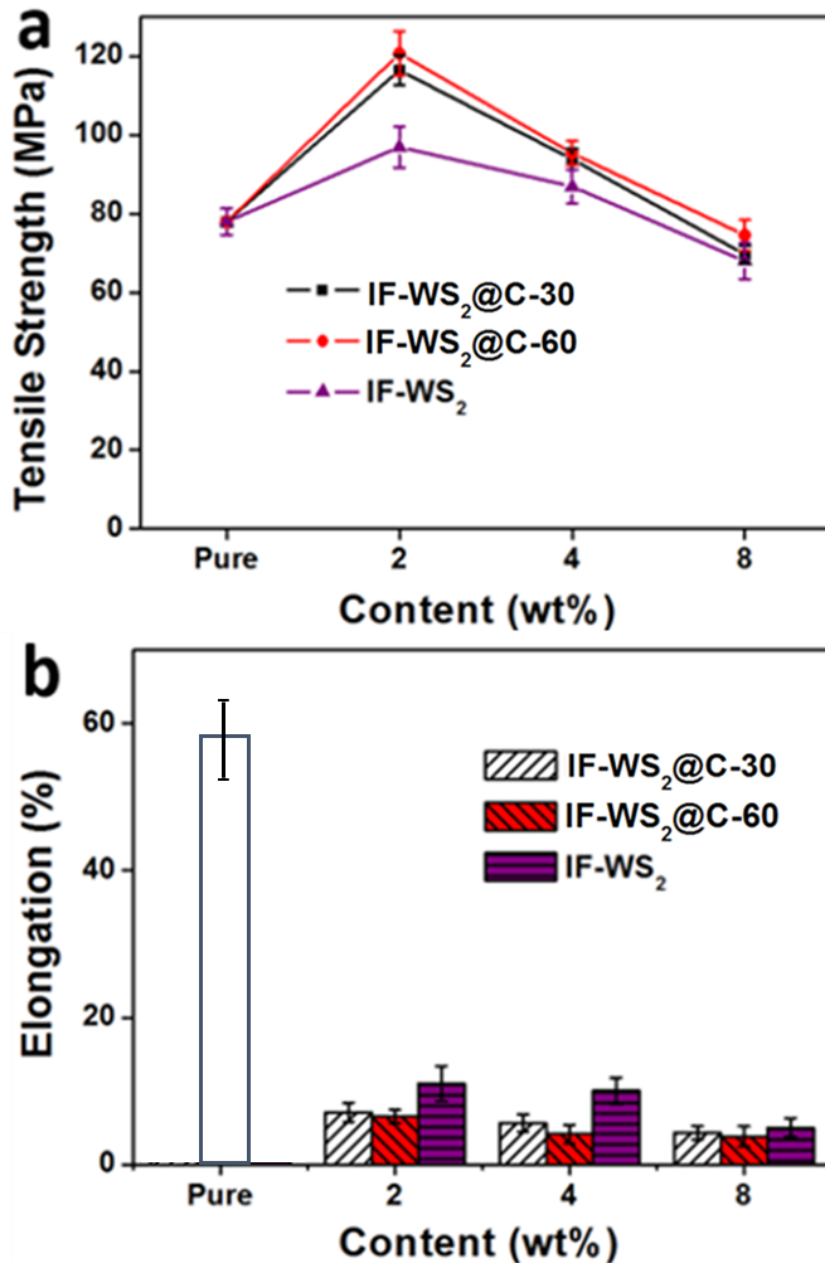 a
Tensile Strength (MPa)
120
100
80
60
40
20
0
IF-WS₂@C-30
IF-WS₂@C-60
IF-WS₂
Pure 2 4 8
Content (wt%)
b
Elongation (%)
60
40
20
0
IF-WS₂@C-30
IF-WS₂@C-60
IF-WS₂
Pure 2 4 8
Content (wt%)